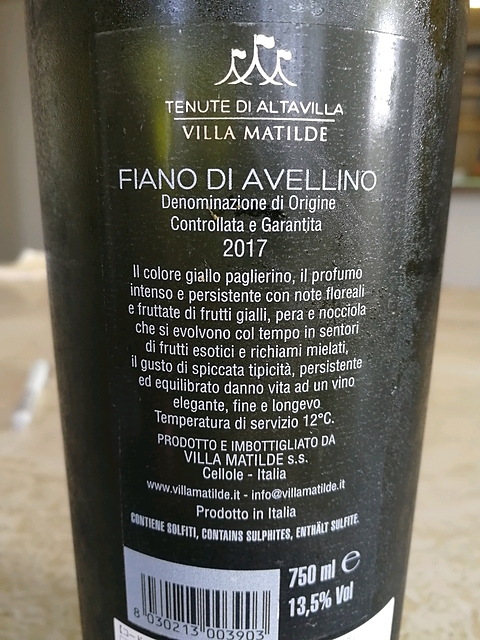 TENUTE DI ALTAVILLA
VILLA MATILDE
FIANO DI AVELLINO
Denominazione di Origine
Controllata e Garantita
2017
Il colore giallo paglierino, il profumo
intenso e persistente con note floreali
e fruttate di frutti gialli, pera e nocciola
che si evolvono col tempo in sentori
di frutti esotici e richiami mielati,
il gusto di spiccata tipicità, persistente
ed equilibrato danno vita ad un vino
elegante, fine e longevo
Temperatura di servizio 12°C.
PRODOTTO E IMBOTTIGLIATO DA
VILLA MATILDE s.s.
Cellole - Italia
www.villamatilde.it - info@villamatilde.it
Prodotto in Italia
CONTIENE SOLFITI, CONTAINS SULPHITES, ENTHÄLT SULFITE.
750 ml e
13,5% Vol
8 030213 003903